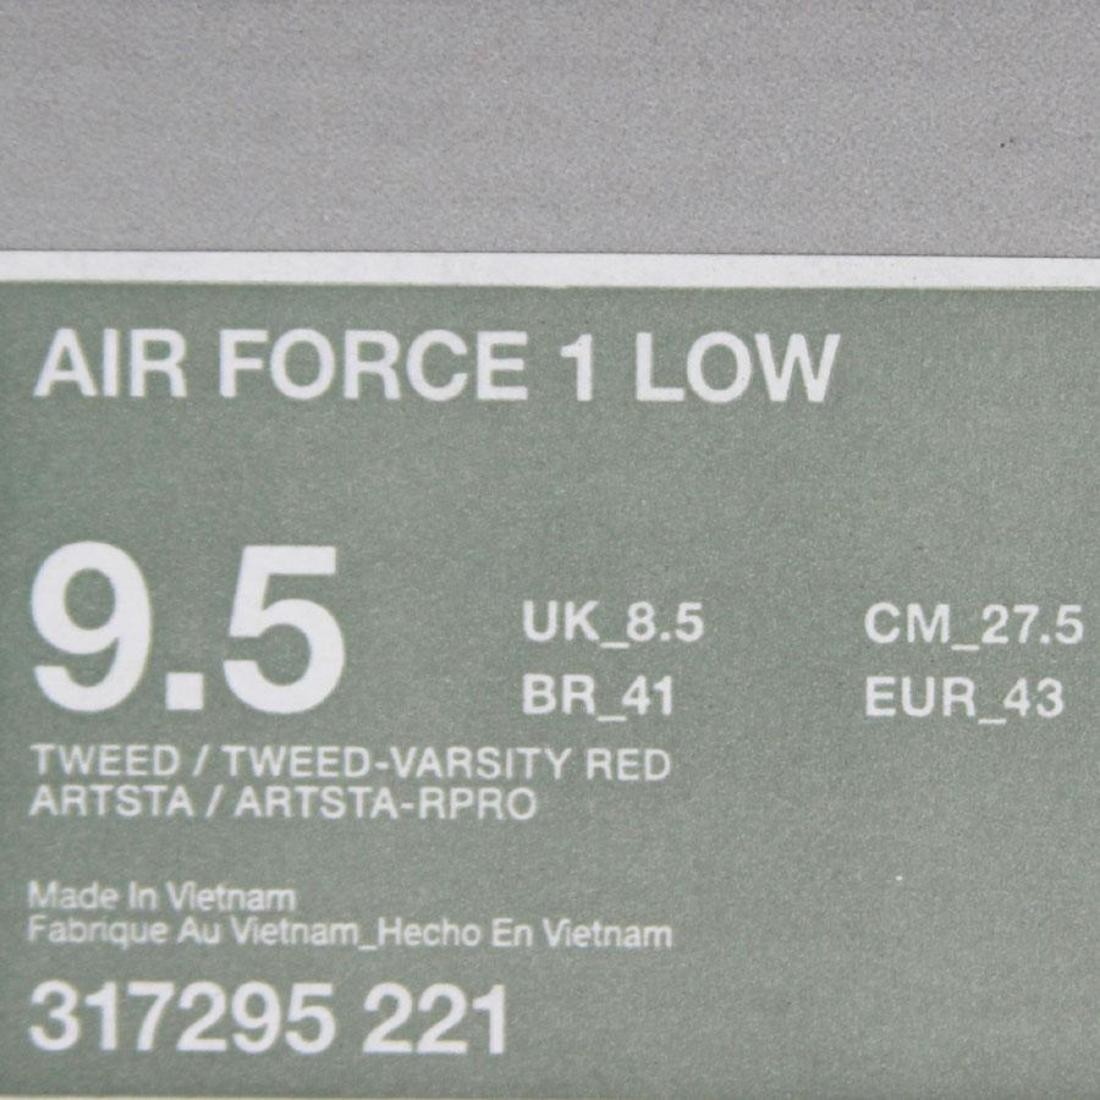 AIR FORCE 1 LOW
9.5
UK_8.5 CM_27.5
BR_41 EUR_43
TWEED / TWEED-VARSITY RED
ARTSTA / ARTSTA-RPRO
Made In Vietnam
Fabrique Au Vietnam_Hecho En Vietnam
317295 221